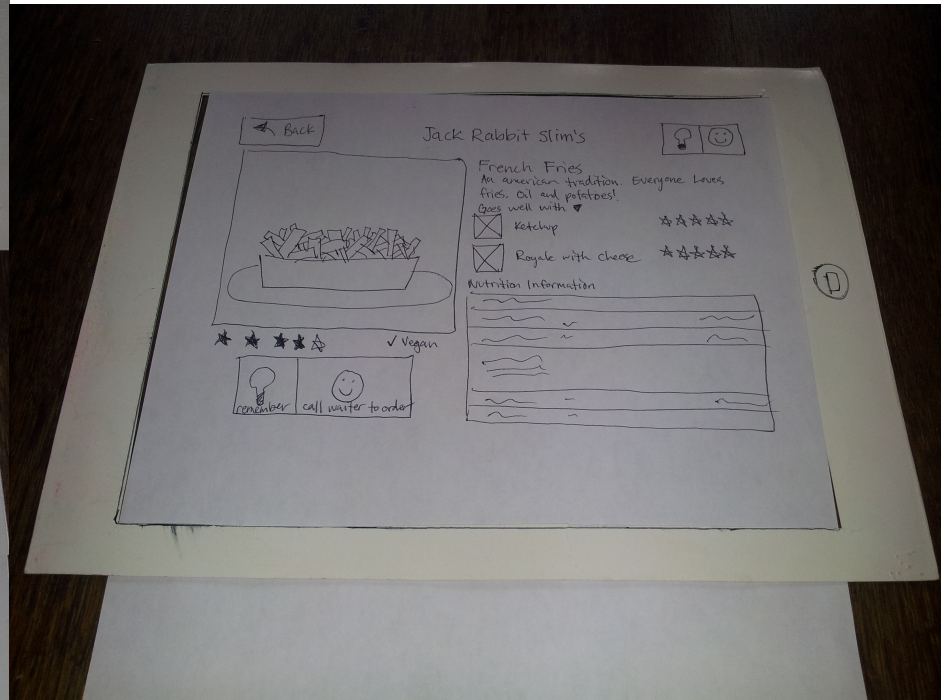 Back
Jack Rabbit Slim's
French Fries
An american tradition. Everyone Loves
fries. Oil and potatoes!
Goes well with
Ketchup
Royale with cheese
Nutrition Information
✓ Vegan
remember
call waiter to order